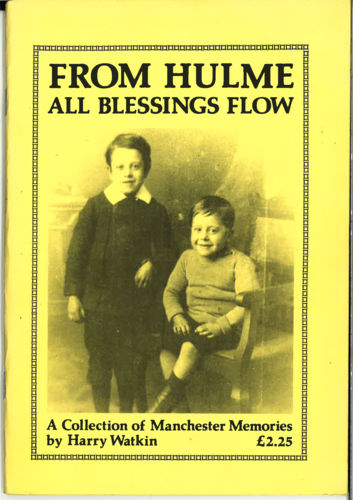 FROM HULME
ALL BLESSINGS FLOW
A Collection of Manchester Memories
by Harry Watkin £2.25